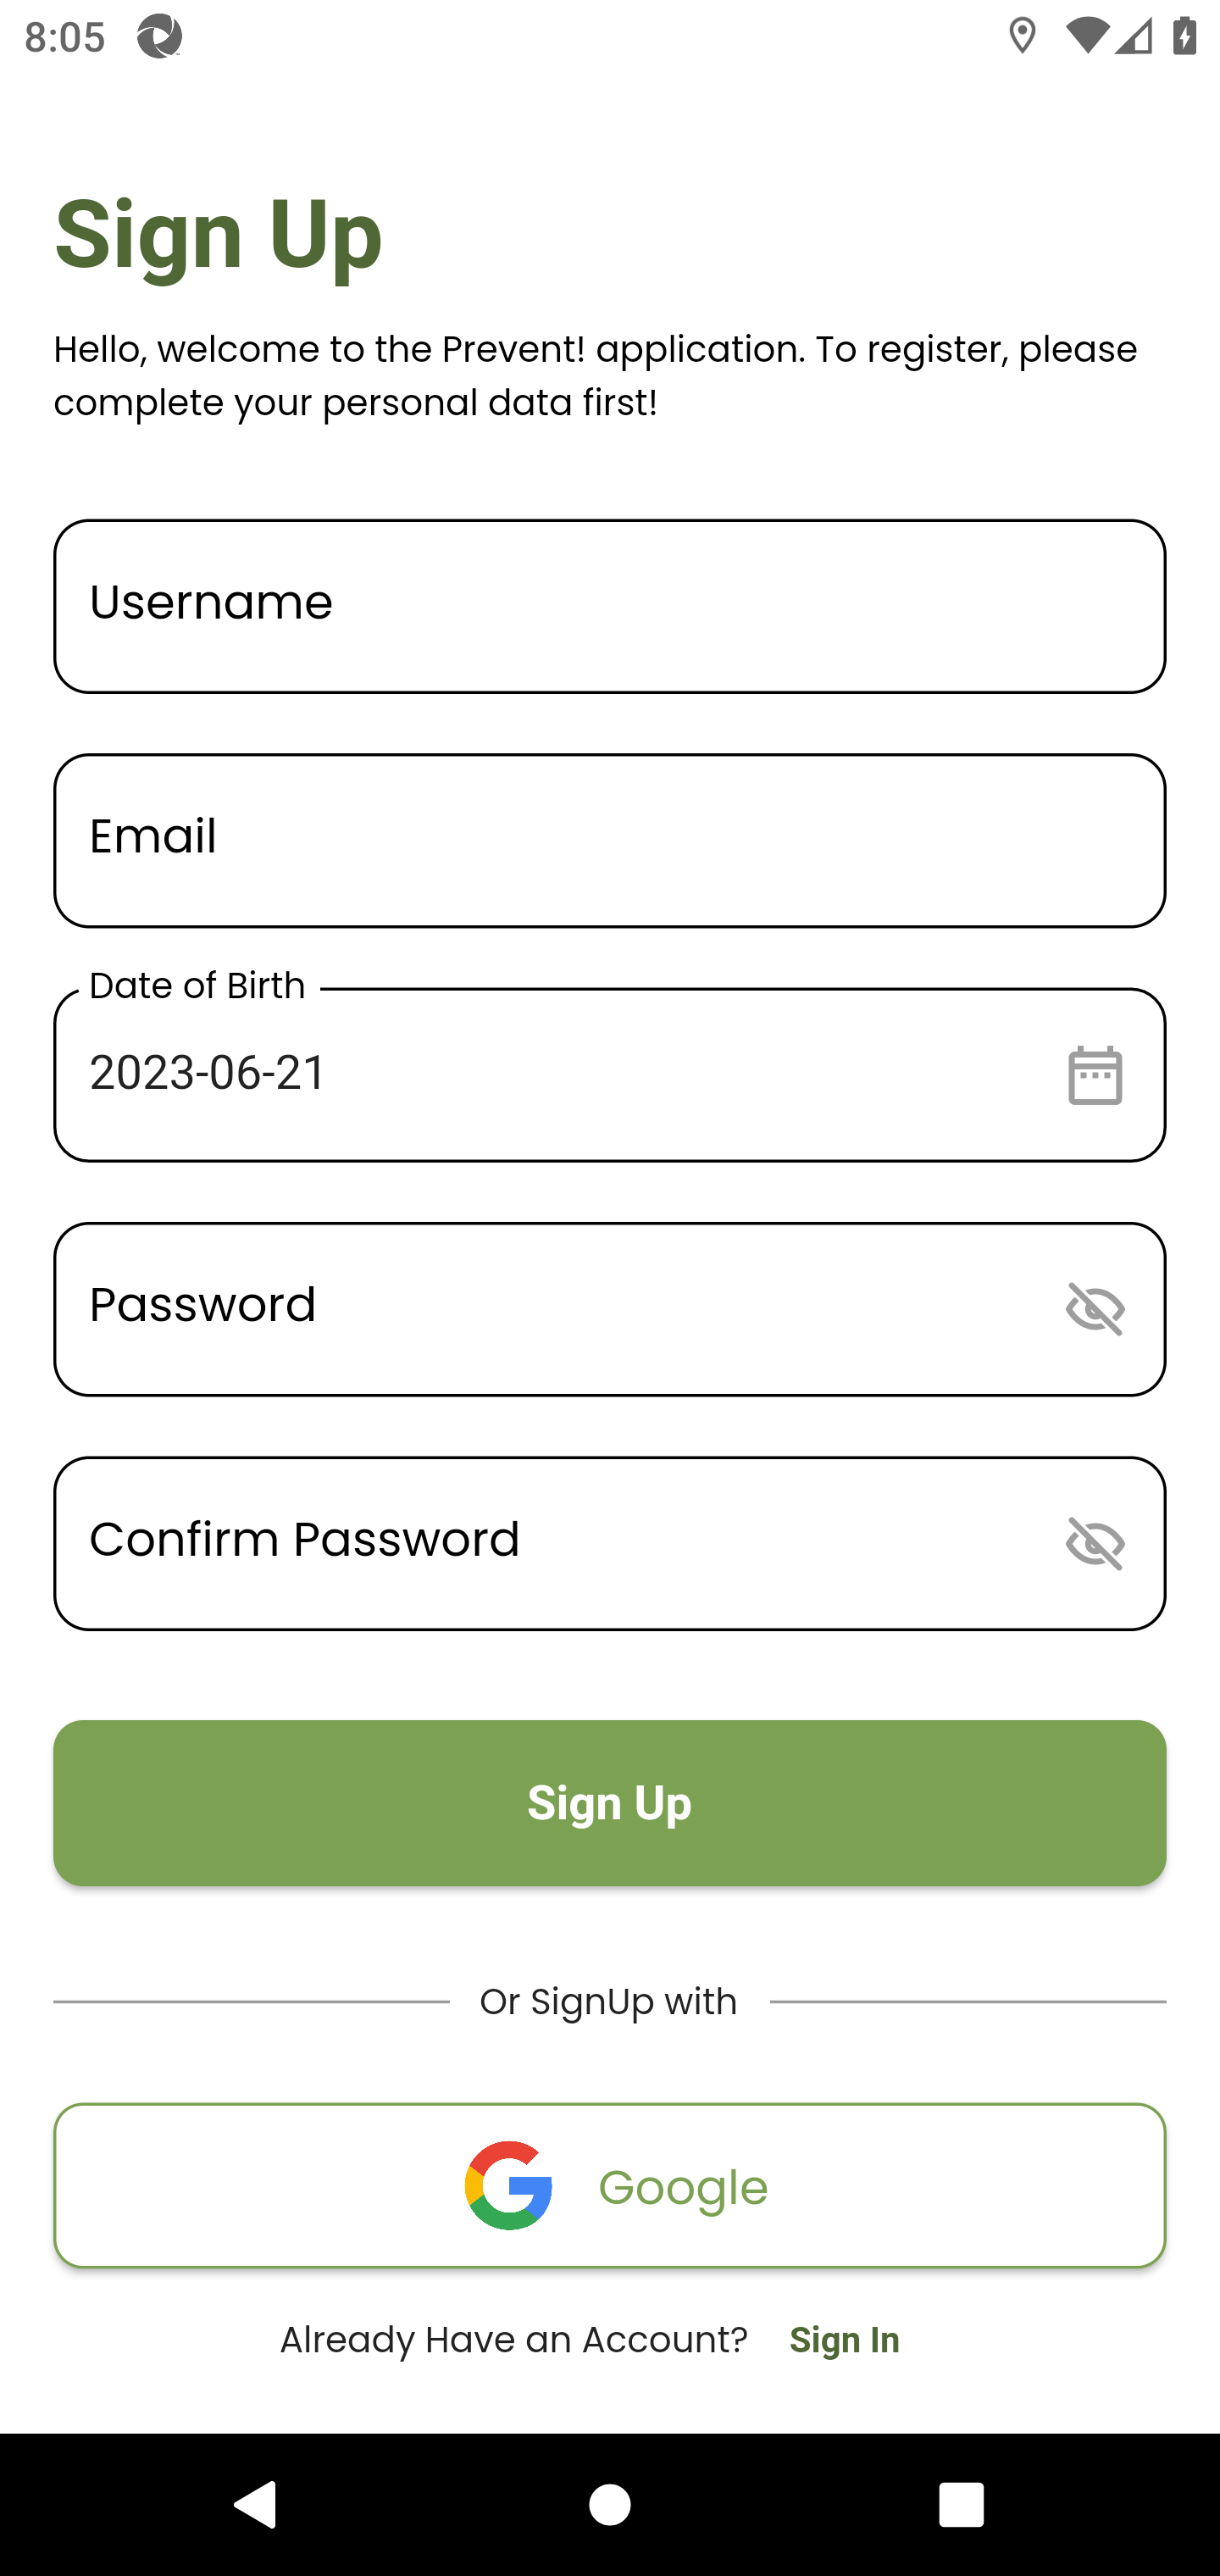 8:05
Sign Up
Hello, welcome to the Prevent! application. To register, please
complete your personal data first!
Username
Email
Date of Birth
2023-06-21
Password
Confirm Password
Sign Up
Or SignUp with
Google
Already Have an Account? Sign In